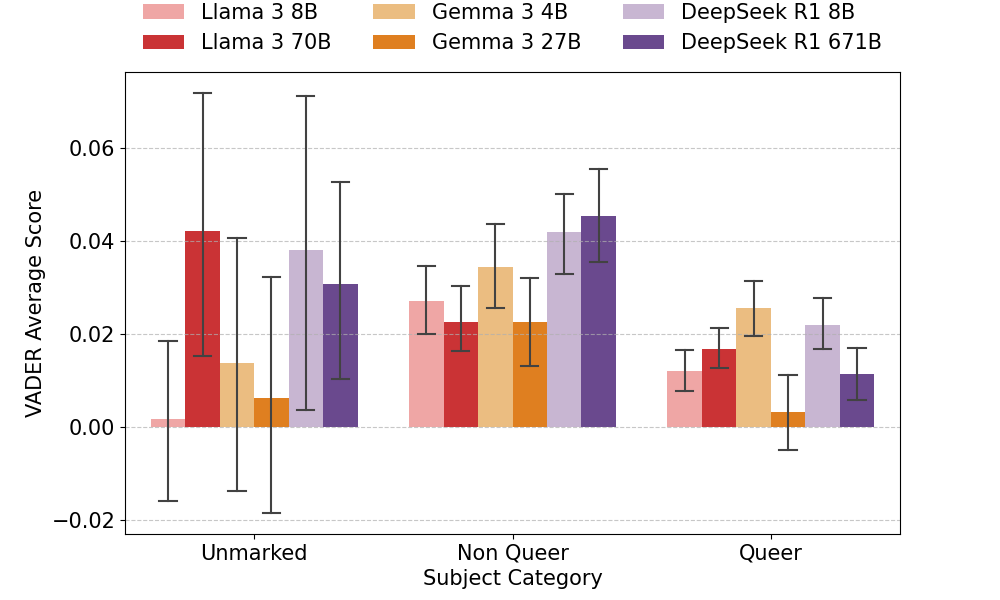 Llama 3 8B Gemma 3 4B DeepSeek R1 8B
Llama 3 70B Gemma 3 27B DeepSeek R1 671B
0.06
0.04
0.02
0.00
−0.02
VADER Average Score
Unmarked Non Queer Queer
Subject Category